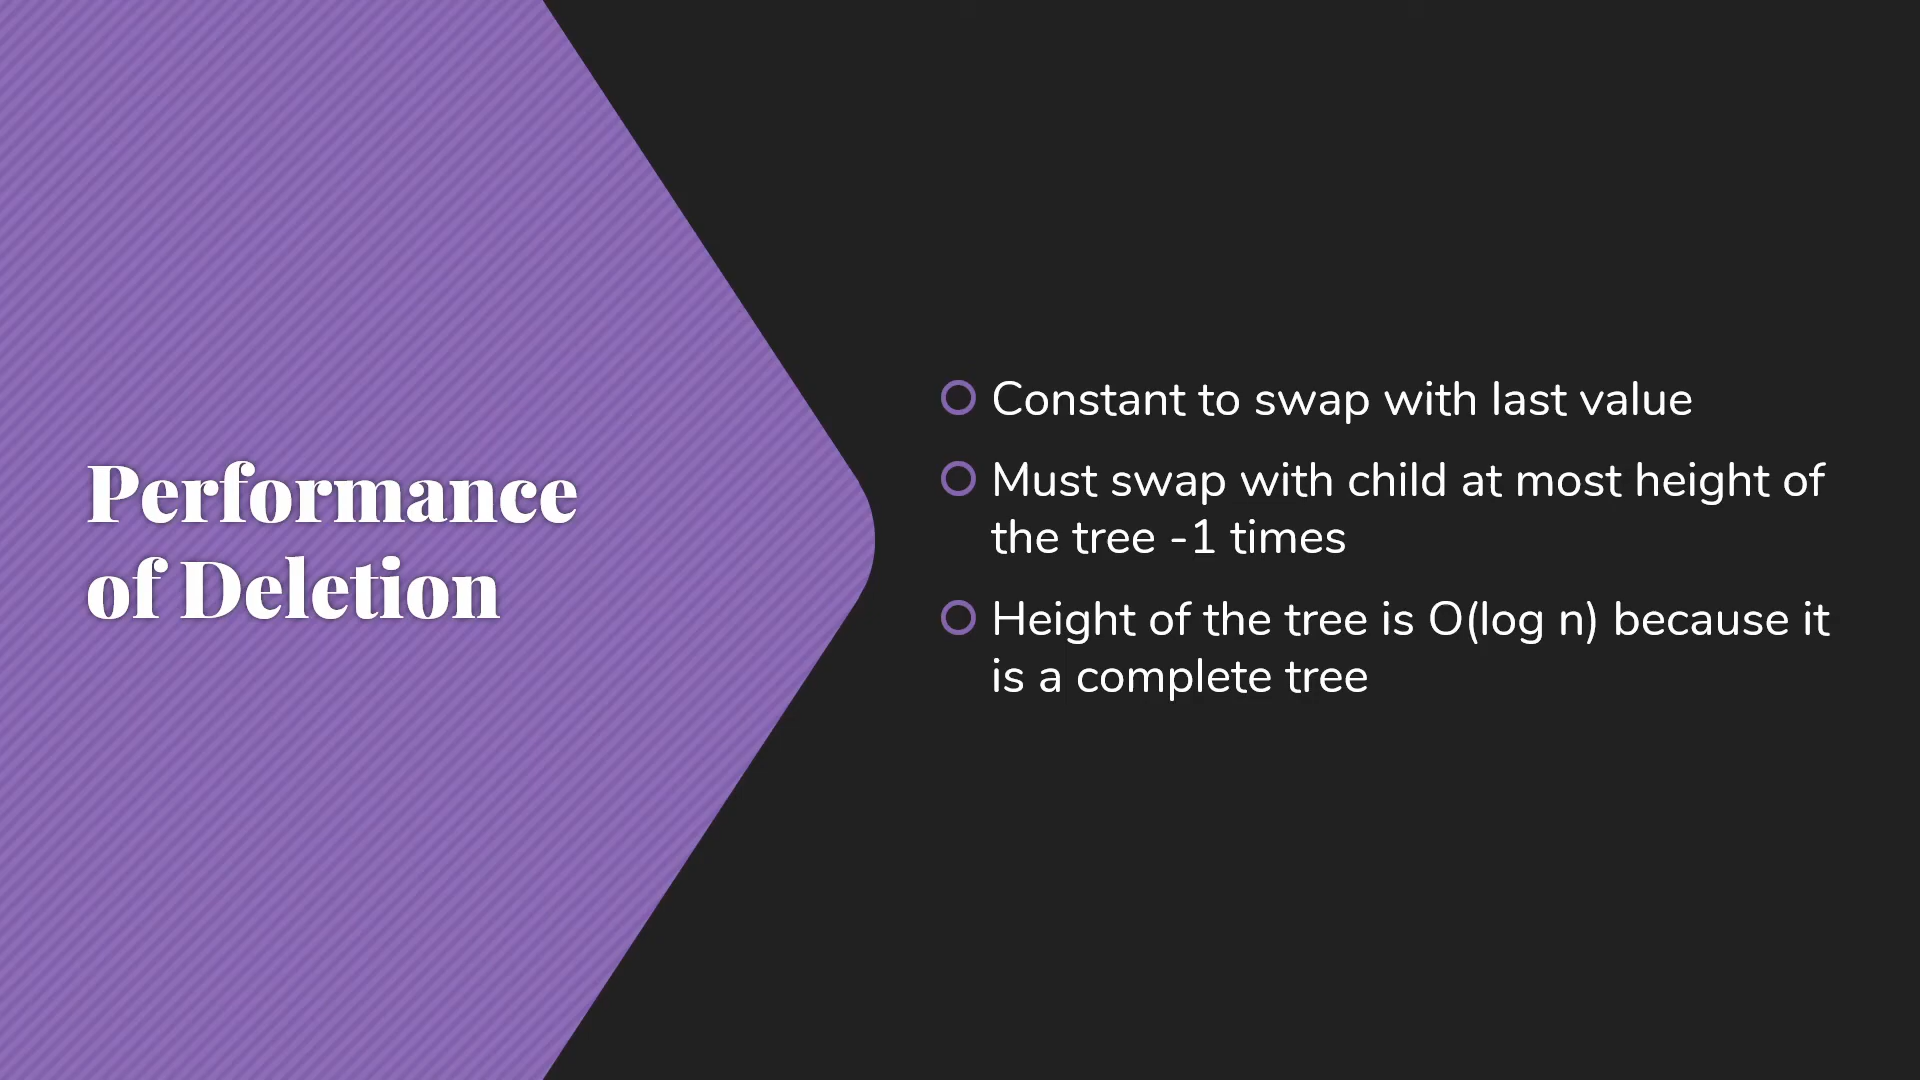 Performance
of Deletion
Constant to swap with last value
Must swap with child at most height of
the tree -1 times
Height of the tree is O(log n) because it
is a complete tree